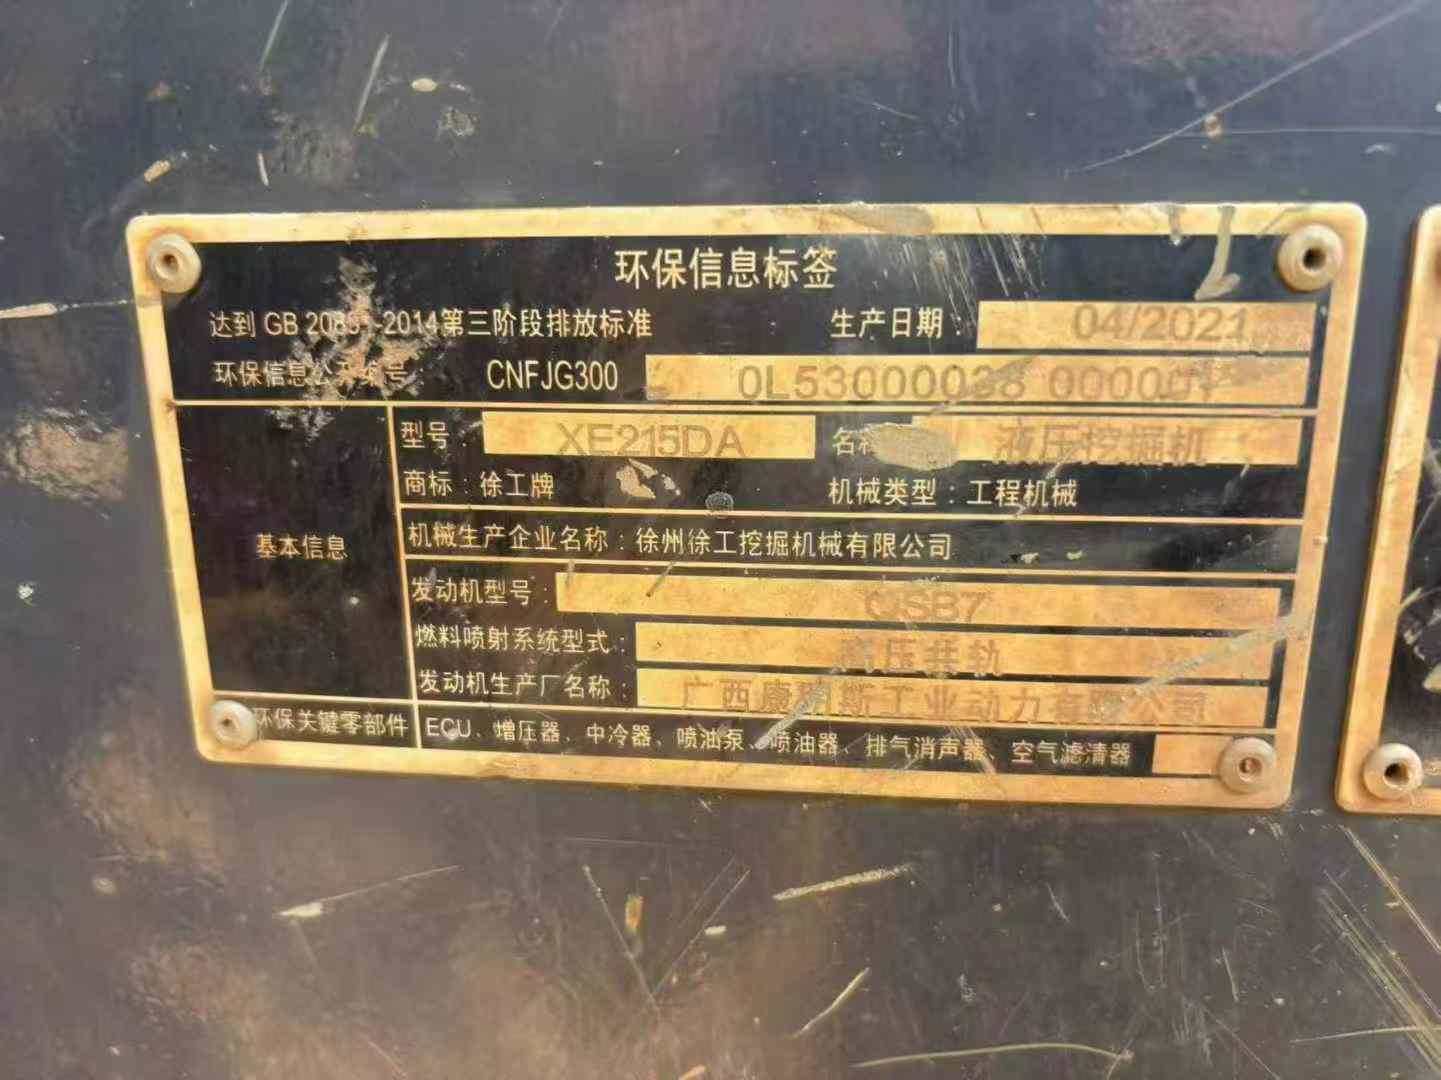 环保信息标签
达到 GB 20891-2014第三阶段排放标准 生产日期： 04/2021
环保信息公开编号： CNFJG300 0L53000038 000001
型号： XE215DA 名称 液压挖掘机
商标：徐工牌 机械类型：工程机械
基本信息
机械生产企业名称：徐州徐工挖掘机械有限公司
发动机型号： QSB7
燃料喷射系统型式： 高压共轨
发动机生产厂名称： 广西康明斯工业动力有限公司
环保关键零部件 ECU、增压器、中冷器、喷油泵、喷油器、排气消声器、空气滤清器